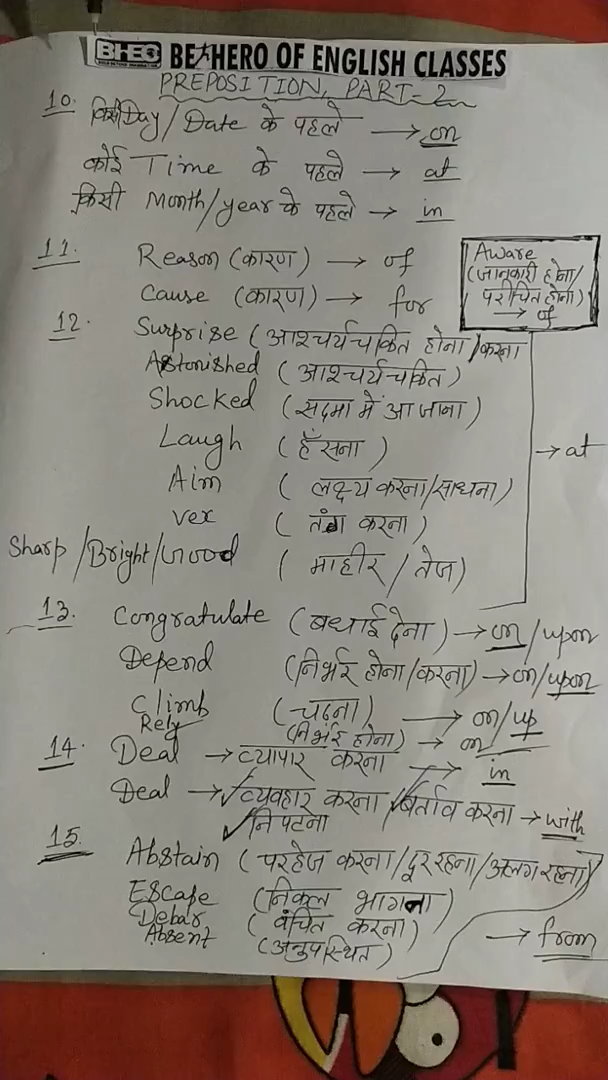 BHEO BE A HERO OF ENGLISH CLASSES
PREPOSITION, PART-2
10. किसी Day/Date के पहले → on
कोई Time के पहले → at
किसी Month/year के पहले → in
11. Reason (कारण) → of
Cause (कारण) → for
Aware
(जानकारी होना/
परीचित होना)
→ of
12. Surprise (आश्चर्यचकित होना/करना
Astonished (आश्चर्यचकित)
Shocked (सदमा में आ जाना)
Laugh (हँसना)
Aim (लक्ष्य करना/साधना)
→ at
vex (तंग करना)
Sharp/Bright/Good (माहीर/तेज)
13. Congratulate (बधाई देना) → on/upon
Depend (निर्भर होना/करना) → on/upon
Climb (चढ़ना) → on/up
Rely (निर्भर होना) → on
14. Deal → व्यापार करना → in
Deal → व्यवहार करना/बर्ताव करना → with
निपटना
15. Abstain (परहेज करना/दूर रहना/अलग रहना)
Escape (निकल भागना)
Debar (वंचित करना)
Absent (अनुपस्थित)
→ from